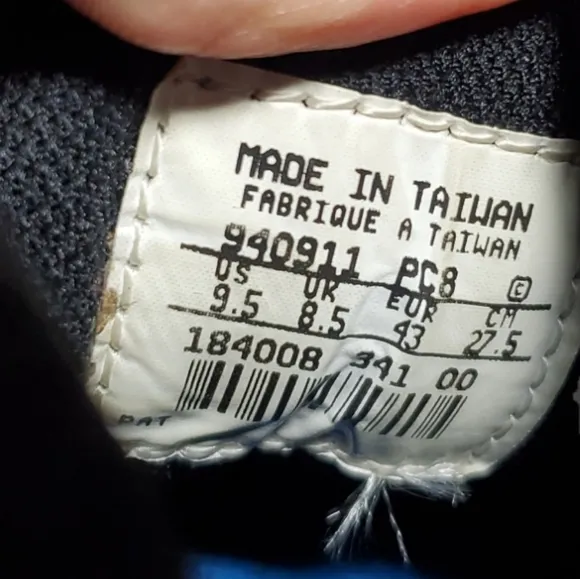 MADE IN TAIWAN
FABRIQUE A TAIWAN
940911 PC8 ©
US UK EUR CM
9.5 8.5 43 27.5
184008 341 00
PAT